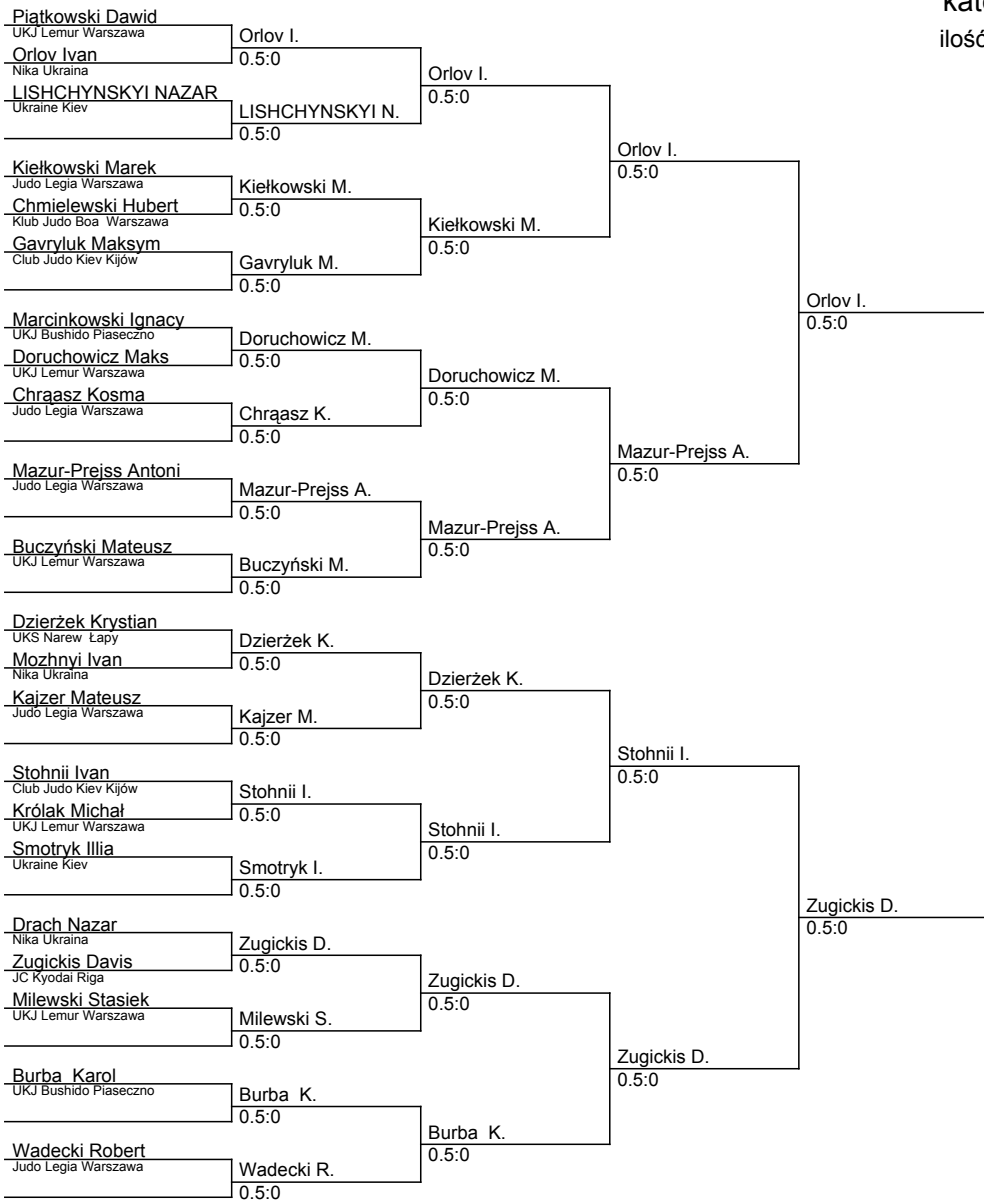 Piątkowski Dawid
UKJ Lemur Warszawa
Orlov Ivan
Nika Ukraina
LISHCHYNSKYI NAZAR
Ukraine Kiev
Kiełkowski Marek
Judo Legia Warszawa
Chmielewski Hubert
Klub Judo Boa Warszawa
Gavryluk Maksym
Club Judo Kiev Kijów
Marcinkowski Ignacy
UKJ Bushido Piaseczno
Doruchowicz Maks
UKJ Lemur Warszawa
Chrąasz Kosma
Judo Legia Warszawa
Mazur-Prejss Antoni
Judo Legia Warszawa
Buczyński Mateusz
UKJ Lemur Warszawa
Dzierżek Krystian
UKS Narew Łapy
Mozhnyi Ivan
Nika Ukraina
Kajzer Mateusz
Judo Legia Warszawa
Stohnii Ivan
Club Judo Kiev Kijów
Królak Michał
UKJ Lemur Warszawa
Smotryk Illia
Ukraine Kiev
Drach Nazar
Nika Ukraina
Zugickis Davis
JC Kyodai Riga
Milewski Stasiek
UKJ Lemur Warszawa
Burba Karol
UKJ Bushido Piaseczno
Wadecki Robert
Judo Legia Warszawa
Orlov I.
0.5:0
LISHCHYNSKYI N.
0.5:0
Kiełkowski M.
0.5:0
Gavryluk M.
0.5:0
Doruchowicz M.
0.5:0
Chrąasz K.
0.5:0
Mazur-Prejss A.
0.5:0
Buczyński M.
0.5:0
Dzierżek K.
0.5:0
Kajzer M.
0.5:0
Stohnii I.
0.5:0
Smotryk I.
0.5:0
Zugickis D.
0.5:0
Milewski S.
0.5:0
Burba K.
0.5:0
Wadecki R.
0.5:0
Orlov I.
0.5:0
Kiełkowski M.
0.5:0
Doruchowicz M.
0.5:0
Mazur-Prejss A.
0.5:0
Dzierżek K.
0.5:0
Stohnii I.
0.5:0
Zugickis D.
0.5:0
Burba K.
0.5:0
Orlov I.
0.5:0
Mazur-Prejss A.
0.5:0
Stohnii I.
0.5:0
Zugickis D.
0.5:0
Orlov I.
0.5:0
Zugickis D.
0.5:0
ilość